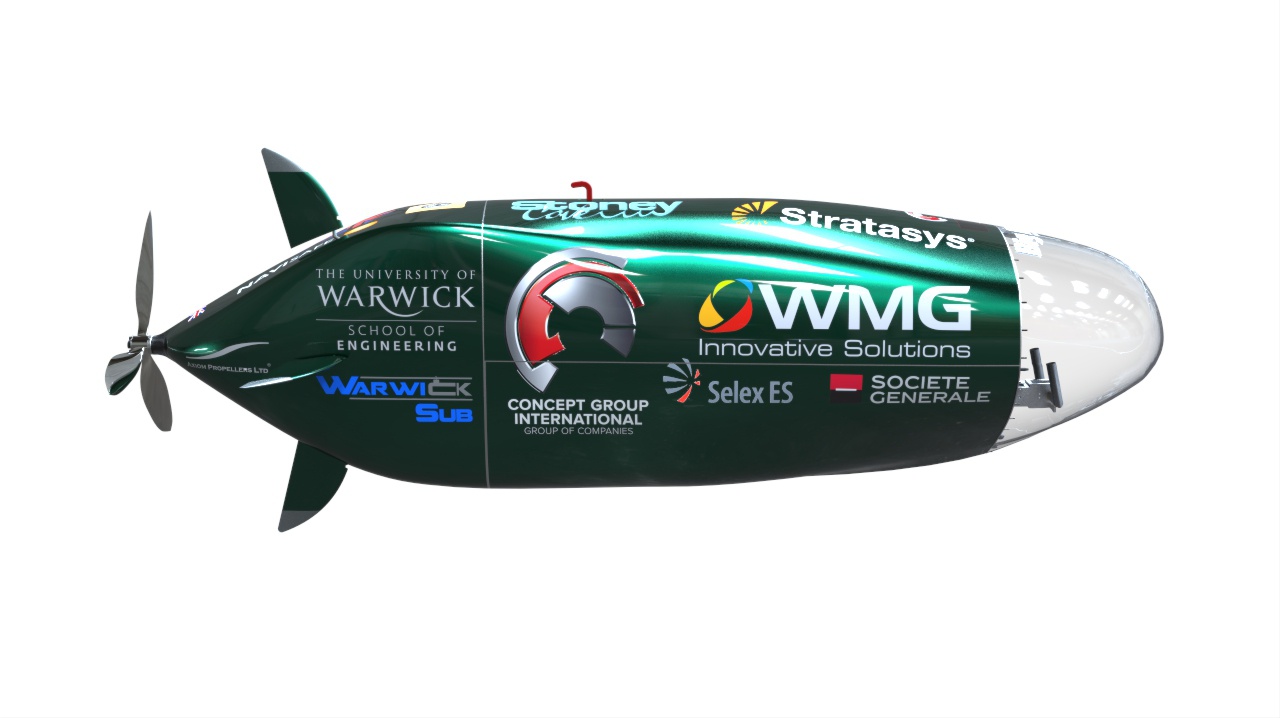 Stoney
Cove
Stratasys
THE UNIVERSITY OF
WARWICK
SCHOOL OF
ENGINEERING
WMG
Innovative Solutions
WARWICK
SUB
CONCEPT GROUP
INTERNATIONAL
GROUP OF COMPANIES
Selex ES
SOCIETE
GENERALE